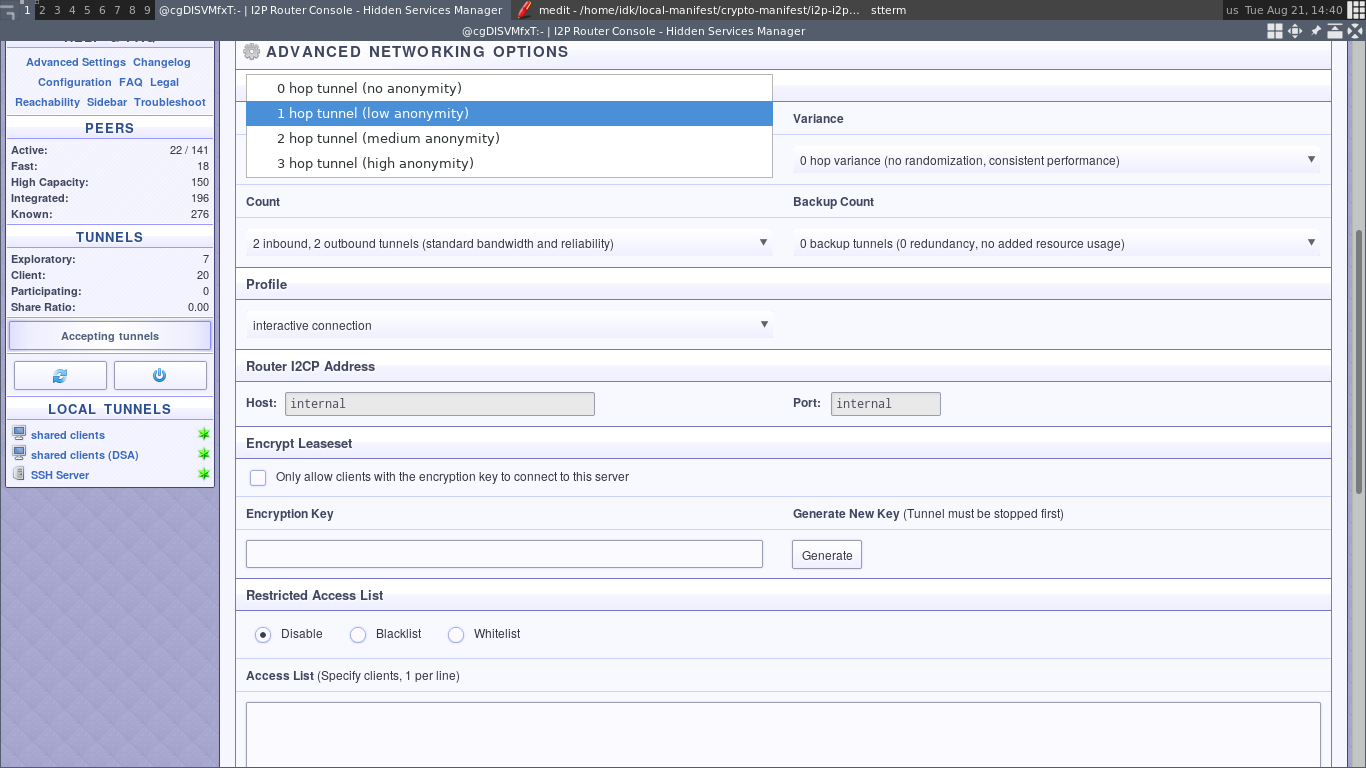 1 2 3 4 5 6 7 8 9 @cgDISVMfxT:- | I2P Router Console - Hidden Services Manager medit - /home/idk/local-manifest/crypto-manifest/i2p-i2p... stterm us Tue Aug 21, 14:40
@cgDISVMfxT:- | I2P Router Console - Hidden Services Manager
Advanced Settings Changelog
Configuration FAQ Legal
Reachability Sidebar Troubleshoot
PEERS
Active: 22 / 141
Fast: 18
High Capacity: 150
Integrated: 196
Known: 276
TUNNELS
Exploratory: 7
Client: 20
Participating: 0
Share Ratio: 0.00
Accepting tunnels
LOCAL TUNNELS
shared clients
shared clients (DSA)
SSH Server
ADVANCED NETWORKING OPTIONS
0 hop tunnel (no anonymity)
1 hop tunnel (low anonymity)
2 hop tunnel (medium anonymity)
3 hop tunnel (high anonymity)
Variance
0 hop variance (no randomization, consistent performance)
Count
Backup Count
2 inbound, 2 outbound tunnels (standard bandwidth and reliability)
0 backup tunnels (0 redundancy, no added resource usage)
Profile
interactive connection
Router I2CP Address
Host: internal
Port: internal
Encrypt Leaseset
Only allow clients with the encryption key to connect to this server
Encryption Key
Generate New Key (Tunnel must be stopped first)
Generate
Restricted Access List
Disable Blacklist Whitelist
Access List (Specify clients, 1 per line)